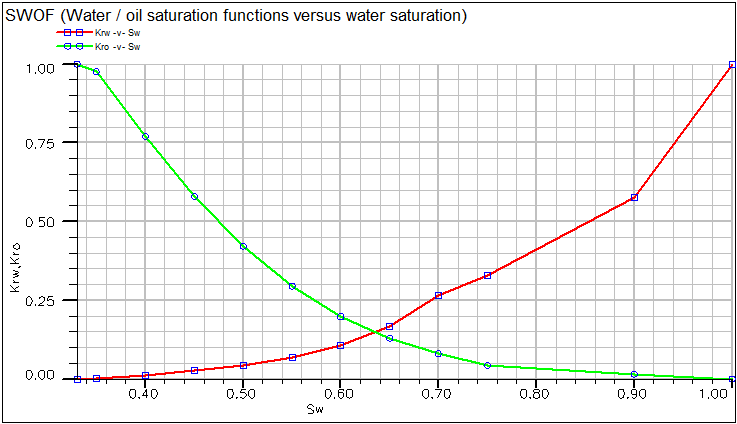 SWOF (Water / oil saturation functions versus water saturation)
Krw -v- Sw
Kro -v- Sw
1.00
0.75
0.50
0.25
0.00
Krw,Kro
0.40 0.50 0.60 0.70 0.80 0.90 1.00
Sw